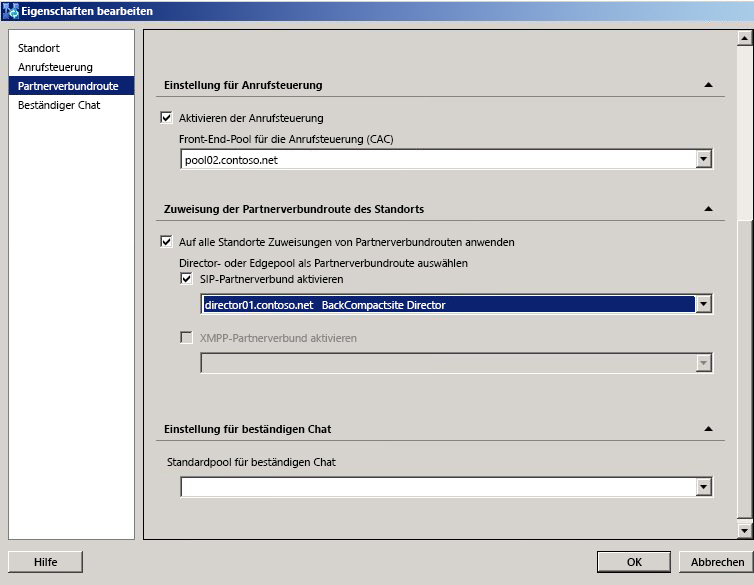 Eigenschaften bearbeiten
Standort
Anrufsteuerung
Partnerverbundroute
Beständiger Chat
Einstellung für Anrufsteuerung
Aktivieren der Anrufsteuerung
Front-End-Pool für die Anrufsteuerung (CAC)
pool02.contoso.net
Zuweisung der Partnerverbundroute des Standorts
Auf alle Standorte Zuweisungen von Partnerverbundrouten anwenden
Director- oder Edgepool als Partnerverbundroute auswählen
SIP-Partnerverbund aktivieren
director01.contoso.net BackCompactsite Director
XMPP-Partnerverbund aktivieren
Einstellung für beständigen Chat
Standardpool für beständigen Chat
Hilfe
OK
Abbrechen